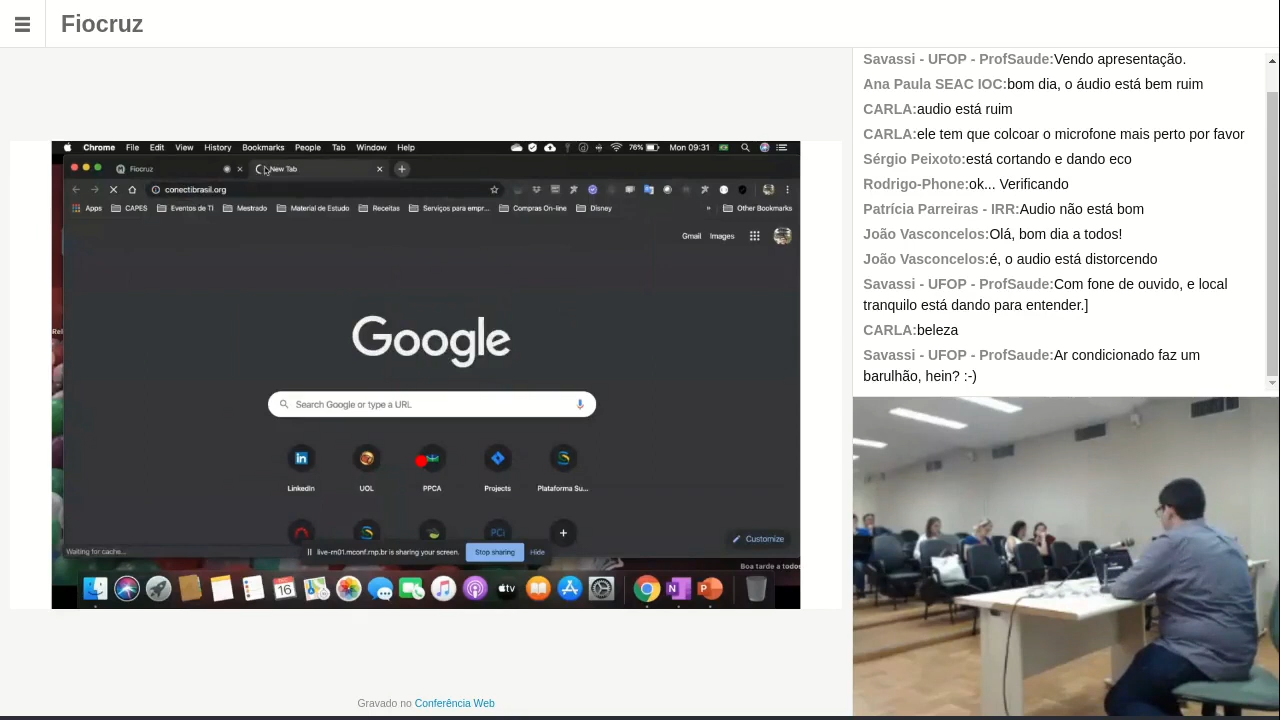 Fiocruz
Savassi - UFOP - ProfSaude:Vendo apresentação.
Ana Paula SEAC IOC:bom dia, o áudio está bem ruim
CARLA:audio está ruim
CARLA:ele tem que colcoar o microfone mais perto por favor
Sérgio Peixoto:está cortando e dando eco
Rodrigo-Phone:ok... Verificando
Patrícia Parreiras - IRR:Audio não está bom
João Vasconcelos:Olá, bom dia a todos!
João Vasconcelos:é, o audio está distorcendo
Savassi - UFOP - ProfSaude:Com fone de ouvido, e local
tranquilo está dando para entender.]
CARLA:beleza
Savassi - UFOP - ProfSaude:Ar condicionado faz um
barulhão, hein? :-)
Chrome File Edit View History Bookmarks People Tab Window Help 76% Mon 09:31
Fiocruz New Tab
conectibrasil.org
Apps CAPES Eventos de TI Mestrado Material de Estudo Receitas Serviços para empr... Compras On-line Disney » Other Bookmarks
Gmail Images
Google
Search Google or type a URL
LinkedIn UOL PPCA Projects Plataforma Su...
PCI
Customize
Waiting for cache...
live-rn01.mconf.rnp.br is sharing your screen. Stop sharing Hide
Rel
Boa tarde a todos
16
tv
Gravado no Conferência Web